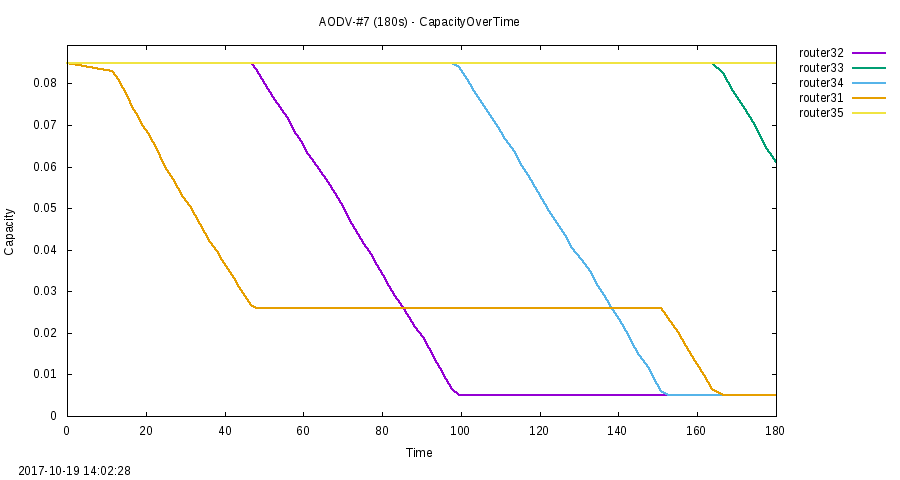 AODV-#7 (180s) - CapacityOverTime
router32
router33
router34
router31
router35
0.08
0.07
0.06
0.05
0.04
0.03
0.02
0.01
0
Capacity
0 20 40 60 80 100 120 140 160 180
Time
2017-10-19 14:02:28